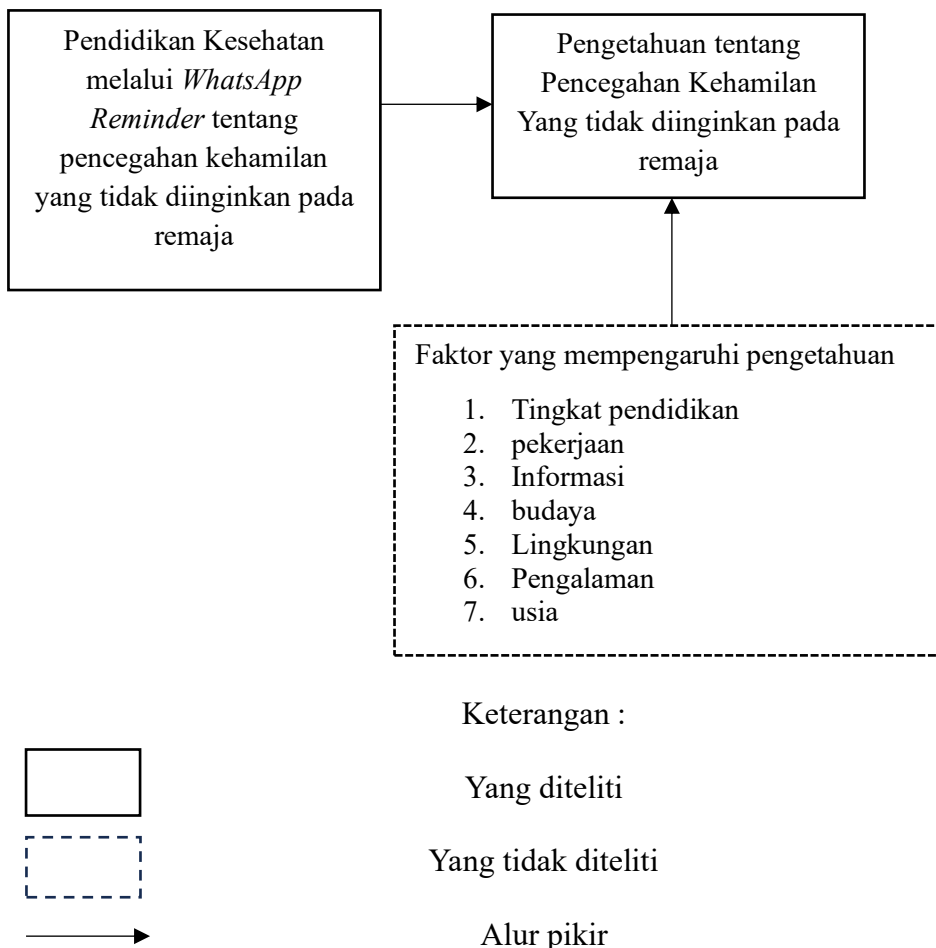 Pendidikan Kesehatan
melalui WhatsApp
Reminder tentang
pencegahan kehamilan
yang tidak diinginkan pada
remaja
Pengetahuan tentang
Pencegahan Kehamilan
Yang tidak diinginkan pada
remaja
Faktor yang mempengaruhi pengetahuan
1. Tingkat pendidikan
2. pekerjaan
3. Informasi
4. budaya
5. Lingkungan
6. Pengalaman
7. usia
Keterangan :
Yang diteliti
Yang tidak diteliti
Alur pikir